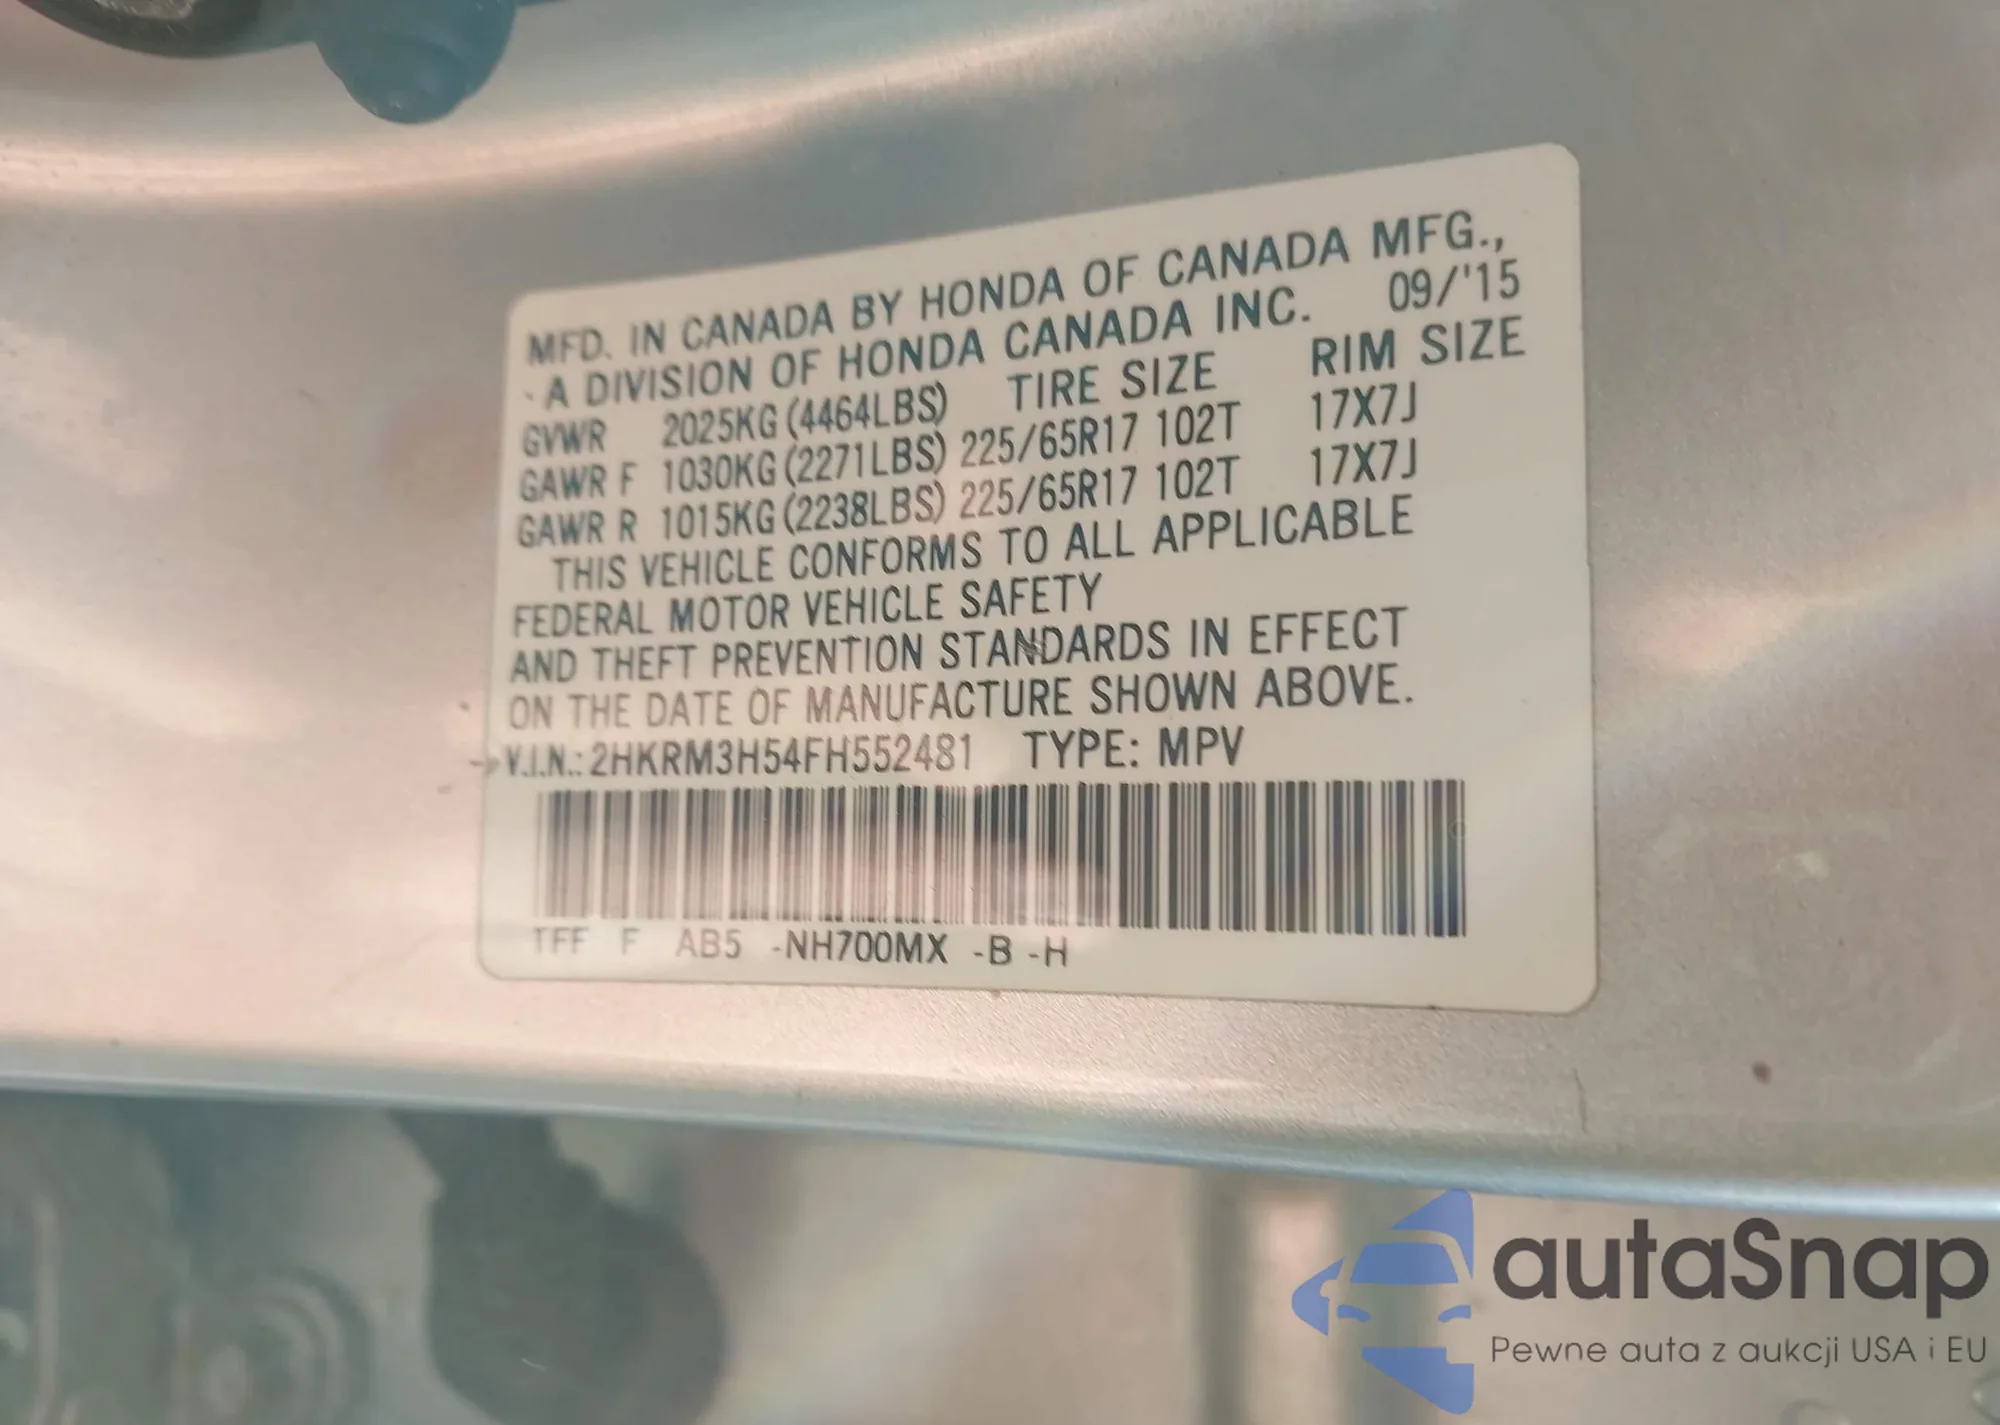 MFD. IN CANADA BY HONDA OF CANADA MFG.,
A DIVISION OF HONDA CANADA INC. 09/'15
GVWR 2025KG (4464LBS) TIRE SIZE RIM SIZE
GAWR F 1030KG (2271LBS) 225/65R17 102T 17X7J
GAWR R 1015KG (2238LBS) 225/65R17 102T 17X7J
THIS VEHICLE CONFORMS TO ALL APPLICABLE
FEDERAL MOTOR VEHICLE SAFETY
AND THEFT PREVENTION STANDARDS IN EFFECT
ON THE DATE OF MANUFACTURE SHOWN ABOVE.
V.I.N.: 2HKRM3H54FH552481 TYPE: MPV
TFF F AB5 -NH700MX -B -H
autaSnap
Pewne auta z aukcji USA i EU